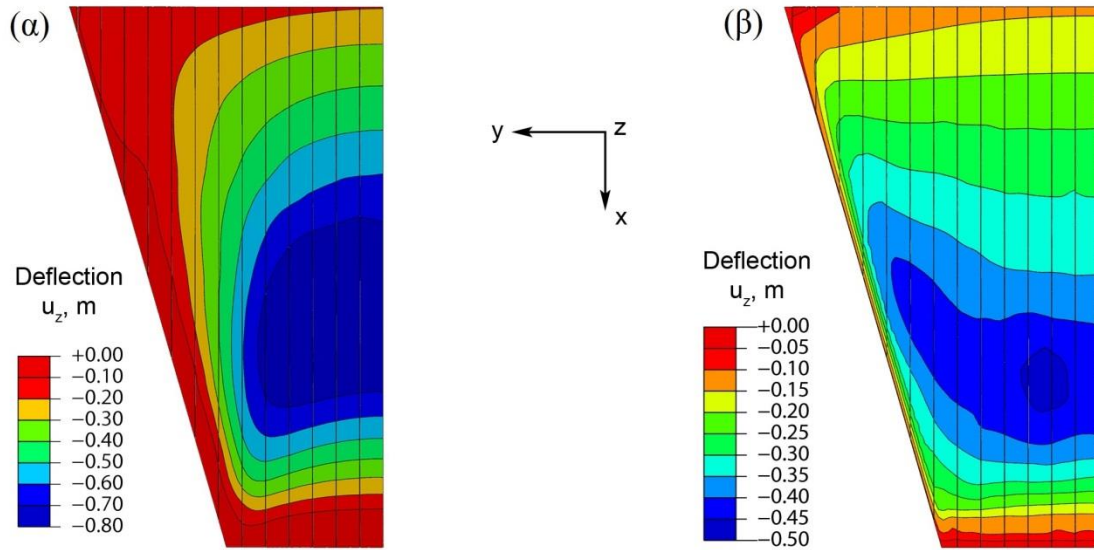 (α)
(β)
y
z
x
Deflection
u_z, m
+0.00
−0.10
−0.20
−0.30
−0.40
−0.50
−0.60
−0.70
−0.80
Deflection
u_z, m
+0.00
−0.05
−0.10
−0.15
−0.20
−0.25
−0.30
−0.35
−0.40
−0.45
−0.50